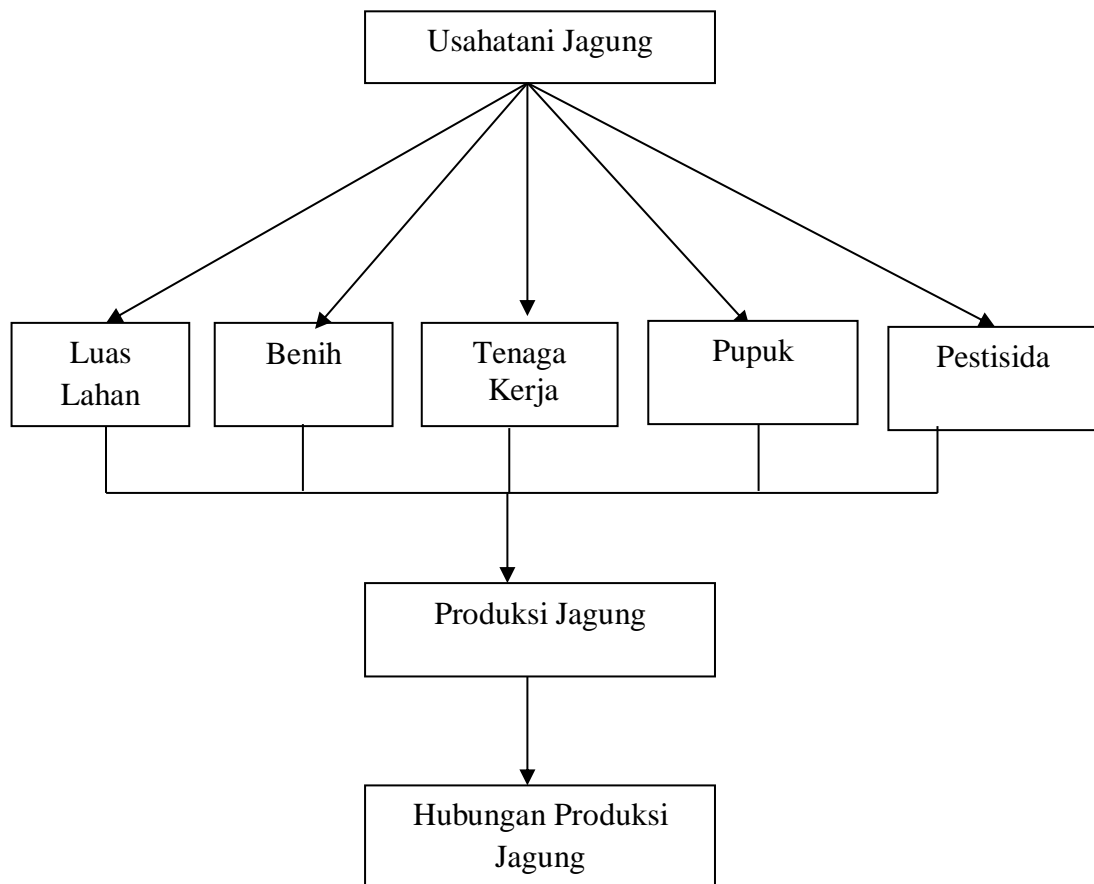 Usahatani Jagung
Luas
Lahan
Benih
Tenaga
Kerja
Pupuk
Pestisida
Produksi Jagung
Hubungan Produksi
Jagung